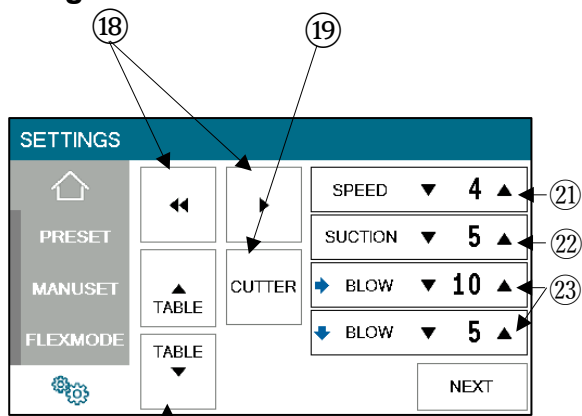 g
⑱ ⑲
SETTINGS
SPEED ▼ 4 ▲ ㉑
PRESET
SUCTION ▼ 5 ▲ ㉒
MANUSET
▲
TABLE
CUTTER
BLOW ▼ 10 ▲ ㉓
FLEXMODE
TABLE
▼
BLOW ▼ 5 ▲
NEXT